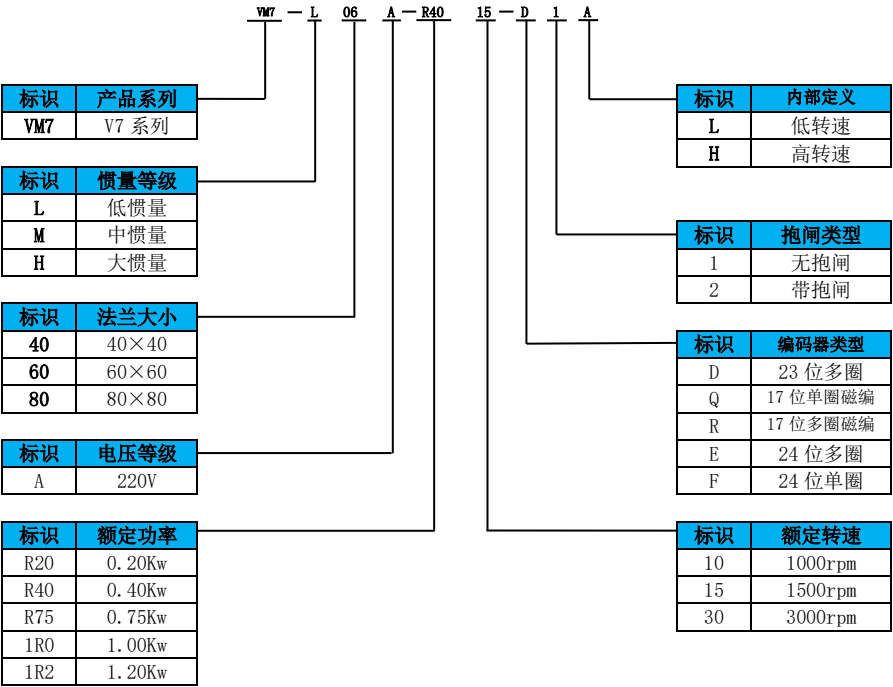 VM7 — L 06 A — R40 15 — D 1 A
标识 产品系列
VM7 V7 系列
标识 惯量等级
L 低惯量
M 中惯量
H 大惯量
标识 法兰大小
40 40×40
60 60×60
80 80×80
标识 电压等级
A 220V
标识 额定功率
R20 0.20Kw
R40 0.40Kw
R75 0.75Kw
1R0 1.00Kw
1R2 1.20Kw
标识 内部定义
L 低转速
H 高转速
标识 抱闸类型
1 无抱闸
2 带抱闸
标识 编码器类型
D 23 位多圈
Q 17 位单圈磁编
R 17 位多圈磁编
E 24 位多圈
F 24 位单圈
标识 额定转速
10 1000rpm
15 1500rpm
30 3000rpm